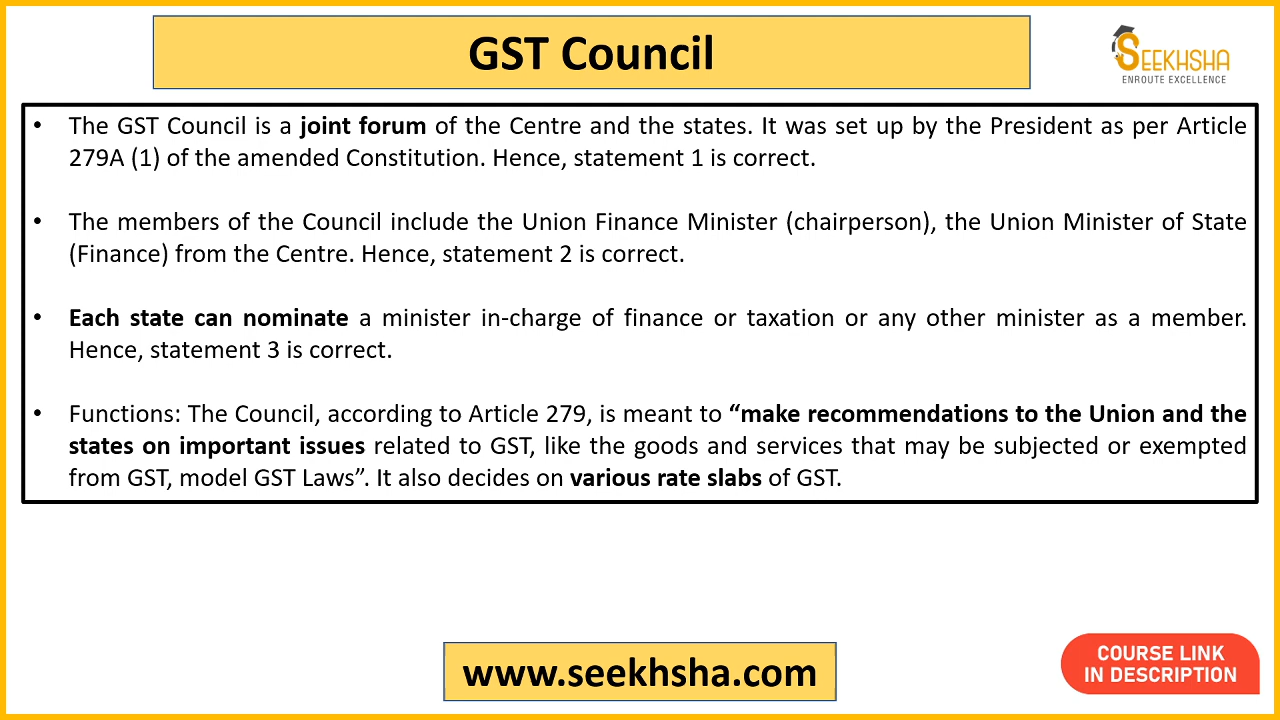 GST Council
SEEKHSHA
ENROUTE EXCELLENCE
• The GST Council is a joint forum of the Centre and the states. It was set up by the President as per Article
279A (1) of the amended Constitution. Hence, statement 1 is correct.
• The members of the Council include the Union Finance Minister (chairperson), the Union Minister of State
(Finance) from the Centre. Hence, statement 2 is correct.
• Each state can nominate a minister in-charge of finance or taxation or any other minister as a member.
Hence, statement 3 is correct.
• Functions: The Council, according to Article 279, is meant to “make recommendations to the Union and the
states on important issues related to GST, like the goods and services that may be subjected or exempted
from GST, model GST Laws”. It also decides on various rate slabs of GST.
www.seekhsha.com
COURSE LINK
IN DESCRIPTION